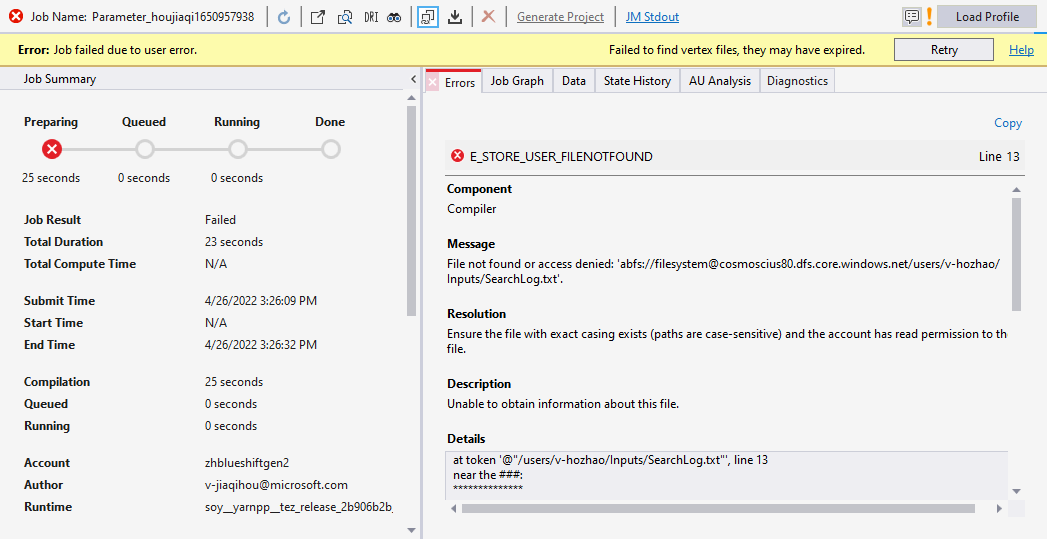 Job Name: Parameter_houjiaqi1650957938
DRI
Generate Project
JM Stdout
Load Profile
Error: Job failed due to user error.
Failed to find vertex files, they may have expired.
Retry
Help
Job Summary
Preparing Queued Running Done
25 seconds 0 seconds 0 seconds
Job Result Failed
Total Duration 23 seconds
Total Compute Time N/A
Submit Time 4/26/2022 3:26:09 PM
Start Time N/A
End Time 4/26/2022 3:26:32 PM
Compilation 25 seconds
Queued 0 seconds
Running 0 seconds
Account zhblueshiftgen2
Author v-jiaqihou@microsoft.com
Runtime soy__yarnpp__tez_release_2b906b2b_
Errors Job Graph Data State History AU Analysis Diagnostics
Copy
E_STORE_USER_FILENOTFOUND Line 13
Component
Compiler
Message
File not found or access denied: 'abfs://filesystem@cosmoscius80.dfs.core.windows.net/users/v-hozhao/
Inputs/SearchLog.txt'.
Resolution
Ensure the file with exact casing exists (paths are case-sensitive) and the account has read permission to th
file.
Description
Unable to obtain information about this file.
Details
at token '@"/users/v-hozhao/Inputs/SearchLog.txt"', line 13
near the ###:
**************